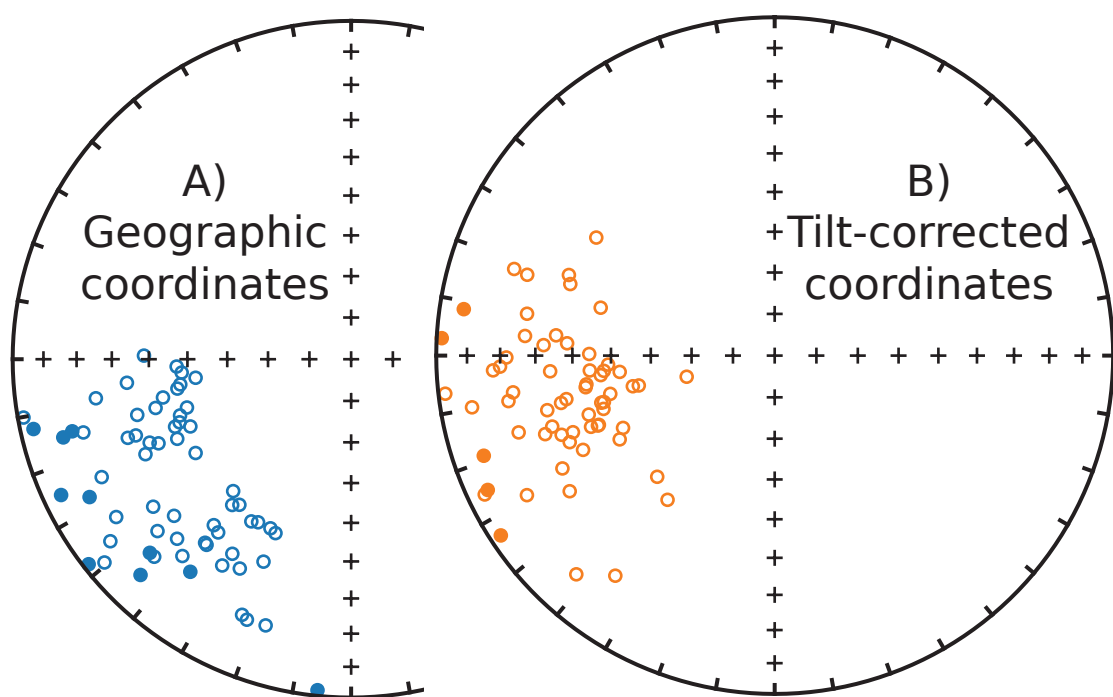 A)
Geographic
coordinates
B)
Tilt-corrected
coordinates